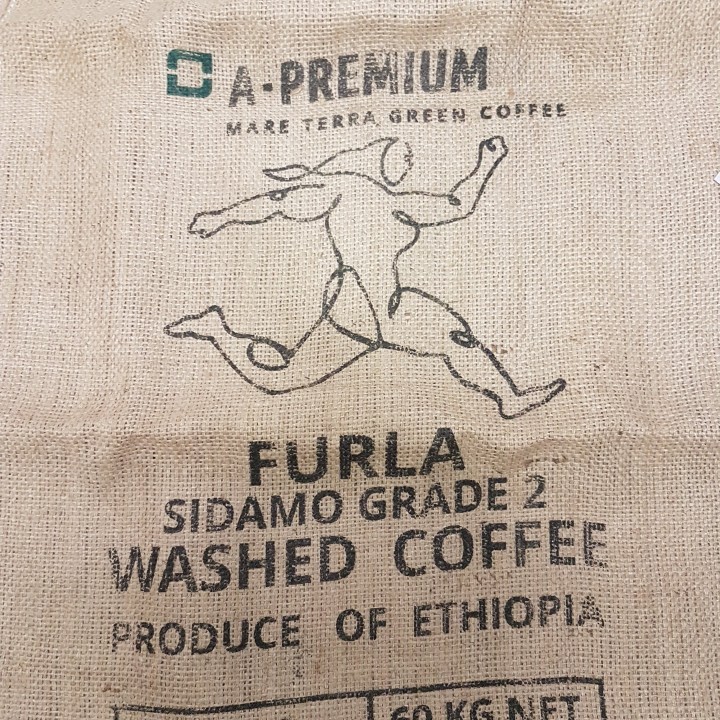 A-PREMIUM
MARE TERRA GREEN COFFEE
FURLA
SIDAMO GRADE 2
WASHED COFFEE
PRODUCE OF ETHIOPIA
60 KG NET